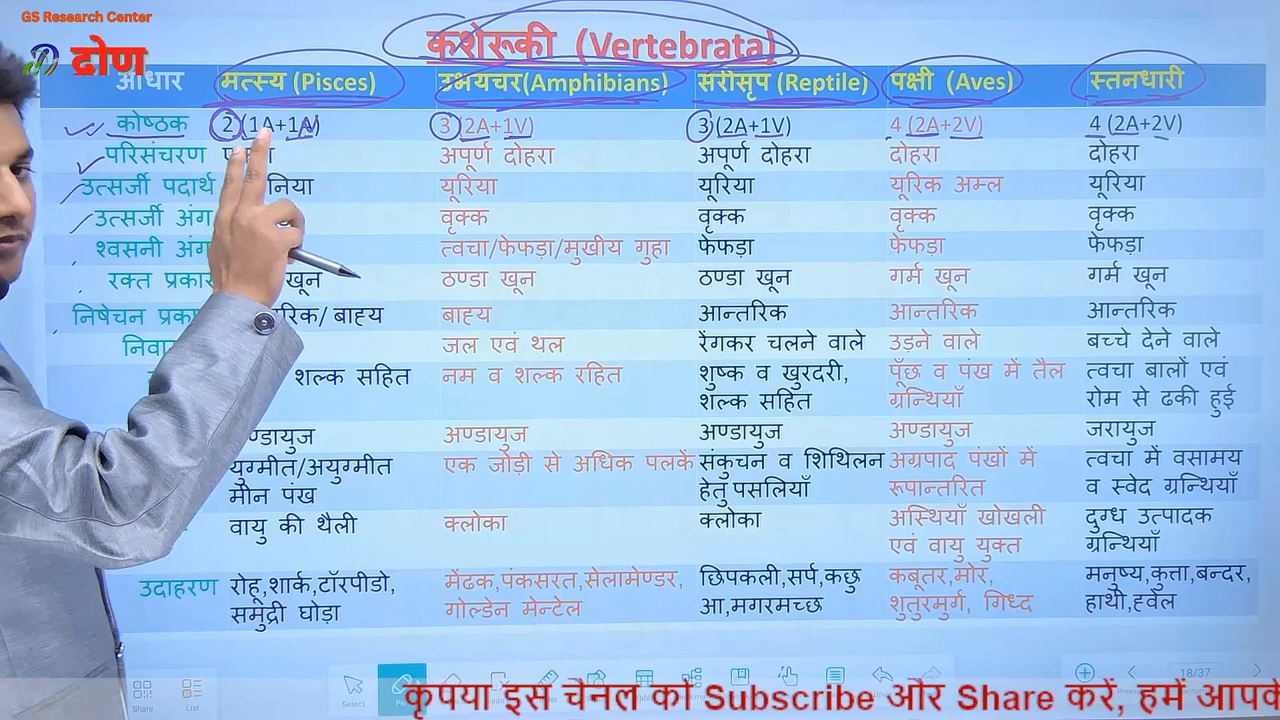 GS Research Center
द्रोण
कशेरूकी (Vertebrata)
आधार मत्स्य (Pisces) उभयचर(Amphibians) सरीसृप (Reptile) पक्षी (Aves) स्तनधारी
कोष्ठक 2 (1A+1V) 3 (2A+1V) 3 (2A+1V) 4 (2A+2V) 4 (2A+2V)
परिसंचरण अपूर्ण दोहरा अपूर्ण दोहरा दोहरा दोहरा
उत्सर्जी पदार्थ यूरिया यूरिया यूरिक अम्ल यूरिया
उत्सर्जी अंग वृक्क वृक्क वृक्क वृक्क
श्वसनी अंग त्वचा/फेफड़ा/मुखीय गुहा फेफड़ा फेफड़ा फेफड़ा
रक्त प्रकार खून ठण्डा खून ठण्डा खून गर्म खून गर्म खून
निषेचन बाह्य बाह्य आन्तरिक आन्तरिक आन्तरिक
जल एवं थल रेंगकर चलने वाले उड़ने वाले बच्चे देने वाले
शल्क सहित नम व शल्क रहित शुष्क व खुरदरी, पूँछ व पंख में तैल त्वचा बालों एवं
शल्क सहित ग्रन्थियाँ रोम से ढकी हुई
अण्डायुज अण्डायुज अण्डायुज अण्डायुज जरायुज
युग्मीत/अयुग्मीत एक जोड़ी से अधिक पलकें संकुचन व शिथिलन अग्रपाद पंखों में त्वचा में वसामय
मीन पंख हेतु पसलियाँ रूपान्तरित व स्वेद ग्रन्थियाँ
वायु की थैली क्लोका क्लोका अस्थियाँ खोखली दुग्ध उत्पादक
एवं वायु युक्त ग्रन्थियाँ
उदाहरण रोहू,शार्क,टॉरपीडो, मेंढक,पंकसरत,सेलामेण्डर, छिपकली,सर्प,कछु कबूतर,मोर, मनुष्य,कुत्ता,बन्दर,
समुद्री घोड़ा गोल्डेन मेन्टेल आ,मगरमच्छ शुतुरमुर्ग, गिध्द हाथी,ह्वेल
18/37
Share List Select
कृपया इस चैनल को Subscribe और Share करें, हमें आपके